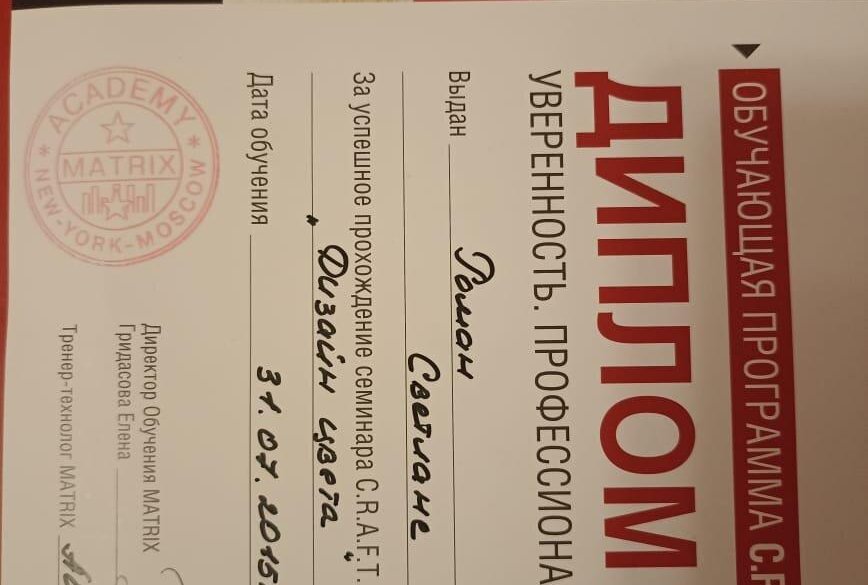 ОБУЧАЮЩАЯ ПРОГРАММА C.
ДИПЛОМ
УВЕРЕННОСТЬ. ПРОФЕССИОНА
Выдан Роман
Светлане
За успешное прохождение семинара C.R.A.F.T.
„Дизайн цвета"
Дата обучения 31.07.2015.
Директор Обучения MATRIX
Гридасова Елена
Тренер-технолог MATRIX
ACADEMY
MATRIX
NEW-YORK-MOSCOW